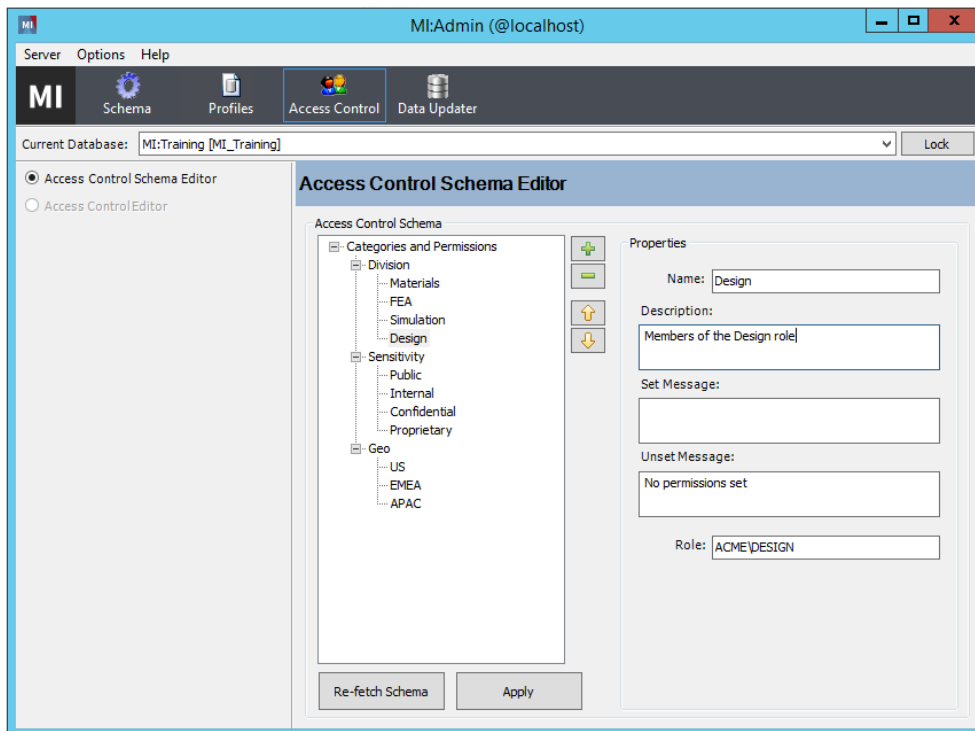 MI
MI:Admin (@localhost)
Server Options Help
MI
Schema
Profiles
Access Control
Data Updater
Current Database: MI:Training [MI_Training]
Lock
Access Control Schema Editor
Access Control Editor
Access Control Schema Editor
Access Control Schema
Categories and Permissions
Division
Materials
FEA
Simulation
Design
Sensitivity
Public
Internal
Confidential
Proprietary
Geo
US
EMEA
APAC
Re-fetch Schema
Apply
Properties
Name: Design
Description:
Members of the Design role
Set Message:
Unset Message:
No permissions set
Role: ACME\DESIGN